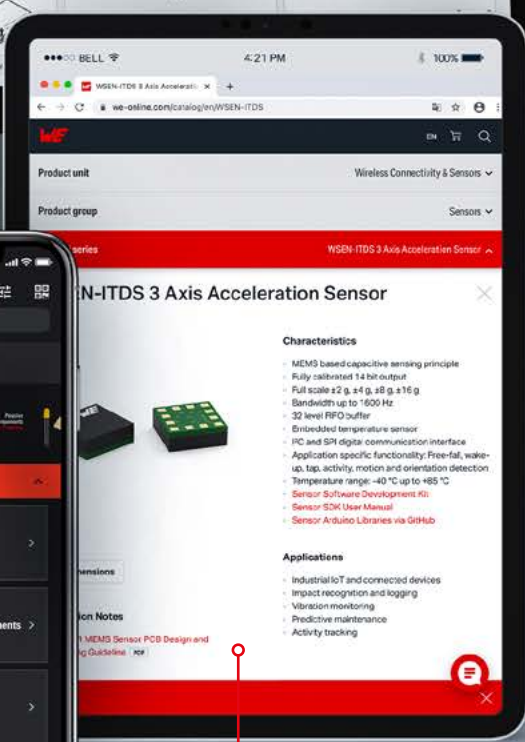 BELL 4:21 PM 100%
WSEN-ITDS 3 Axis Acceleratio
we-online.com/catalog/en/WSEN-ITDS
WE EN
Product unit Wireless Connectivity & Sensors
Product group Sensors
series WSEN-ITDS 3 Axis Acceleration Sensor
N-ITDS 3 Axis Acceleration Sensor
Characteristics
MEMS based capacitive sensing principle
Fully calibrated 14 bit output
Full scale ±2 g, ±4 g, ±8 g, ±16 g
Bandwidth up to 1600 Hz
32 level FIFO buffer
Embedded temperature sensor
I²C and SPI digital communication interface
Application specific functionality: Free-fall, wake-
up, tap, activity, motion and orientation detection
Temperature range: -40 °C up to +85 °C
Sensor Software Development Kit
Sensor SDK User Manual
Sensor Arduino Libraries via GitHub
Applications
Industrial IoT and connected devices
Impact recognition and logging
Vibration monitoring
Predictive maintenance
Activity tracking
ensions
ion Notes
MEMS Sensor PCB Design and
g Guideline PDF
Passive
ents